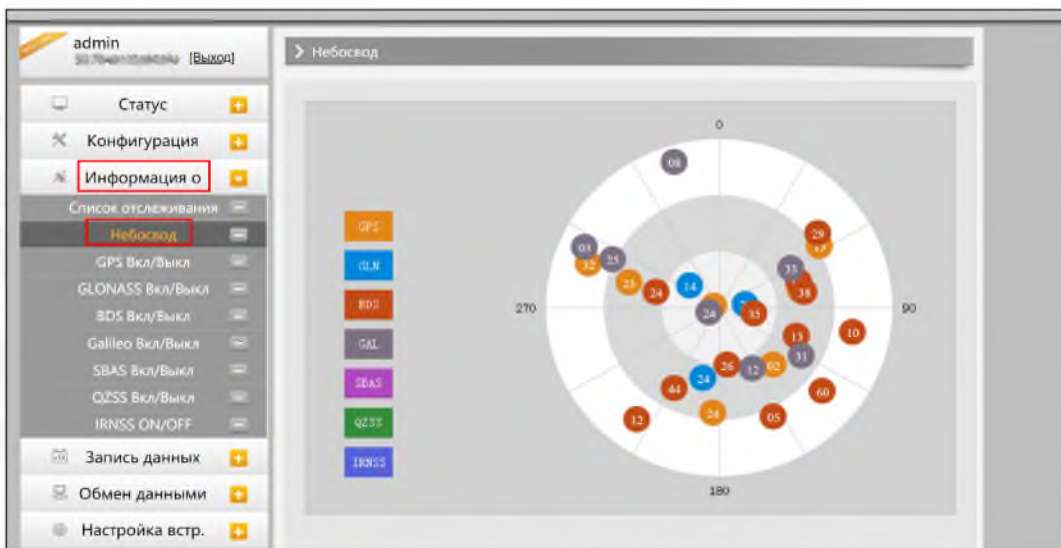 admin
[Выход]
Статус
Конфигурация
Информация о
Список отслеживания
Небосвод
GPS Вкл/Выкл
GLONASS Вкл/Выкл
BDS Вкл/Выкл
Galileo Вкл/Выкл
SBAS Вкл/Выкл
QZSS Вкл/Выкл
IRNSS ON/OFF
Запись данных
Обмен данными
Настройка встр.
Небосвод
GPS
GLN
BDS
GAL
SBAS
QZSS
IRNSS
0
08
29
03
25
32
33
23
24
14
38
270
90
24
35
10
13
31
26
12
02
24
44
60
24
05
12
180